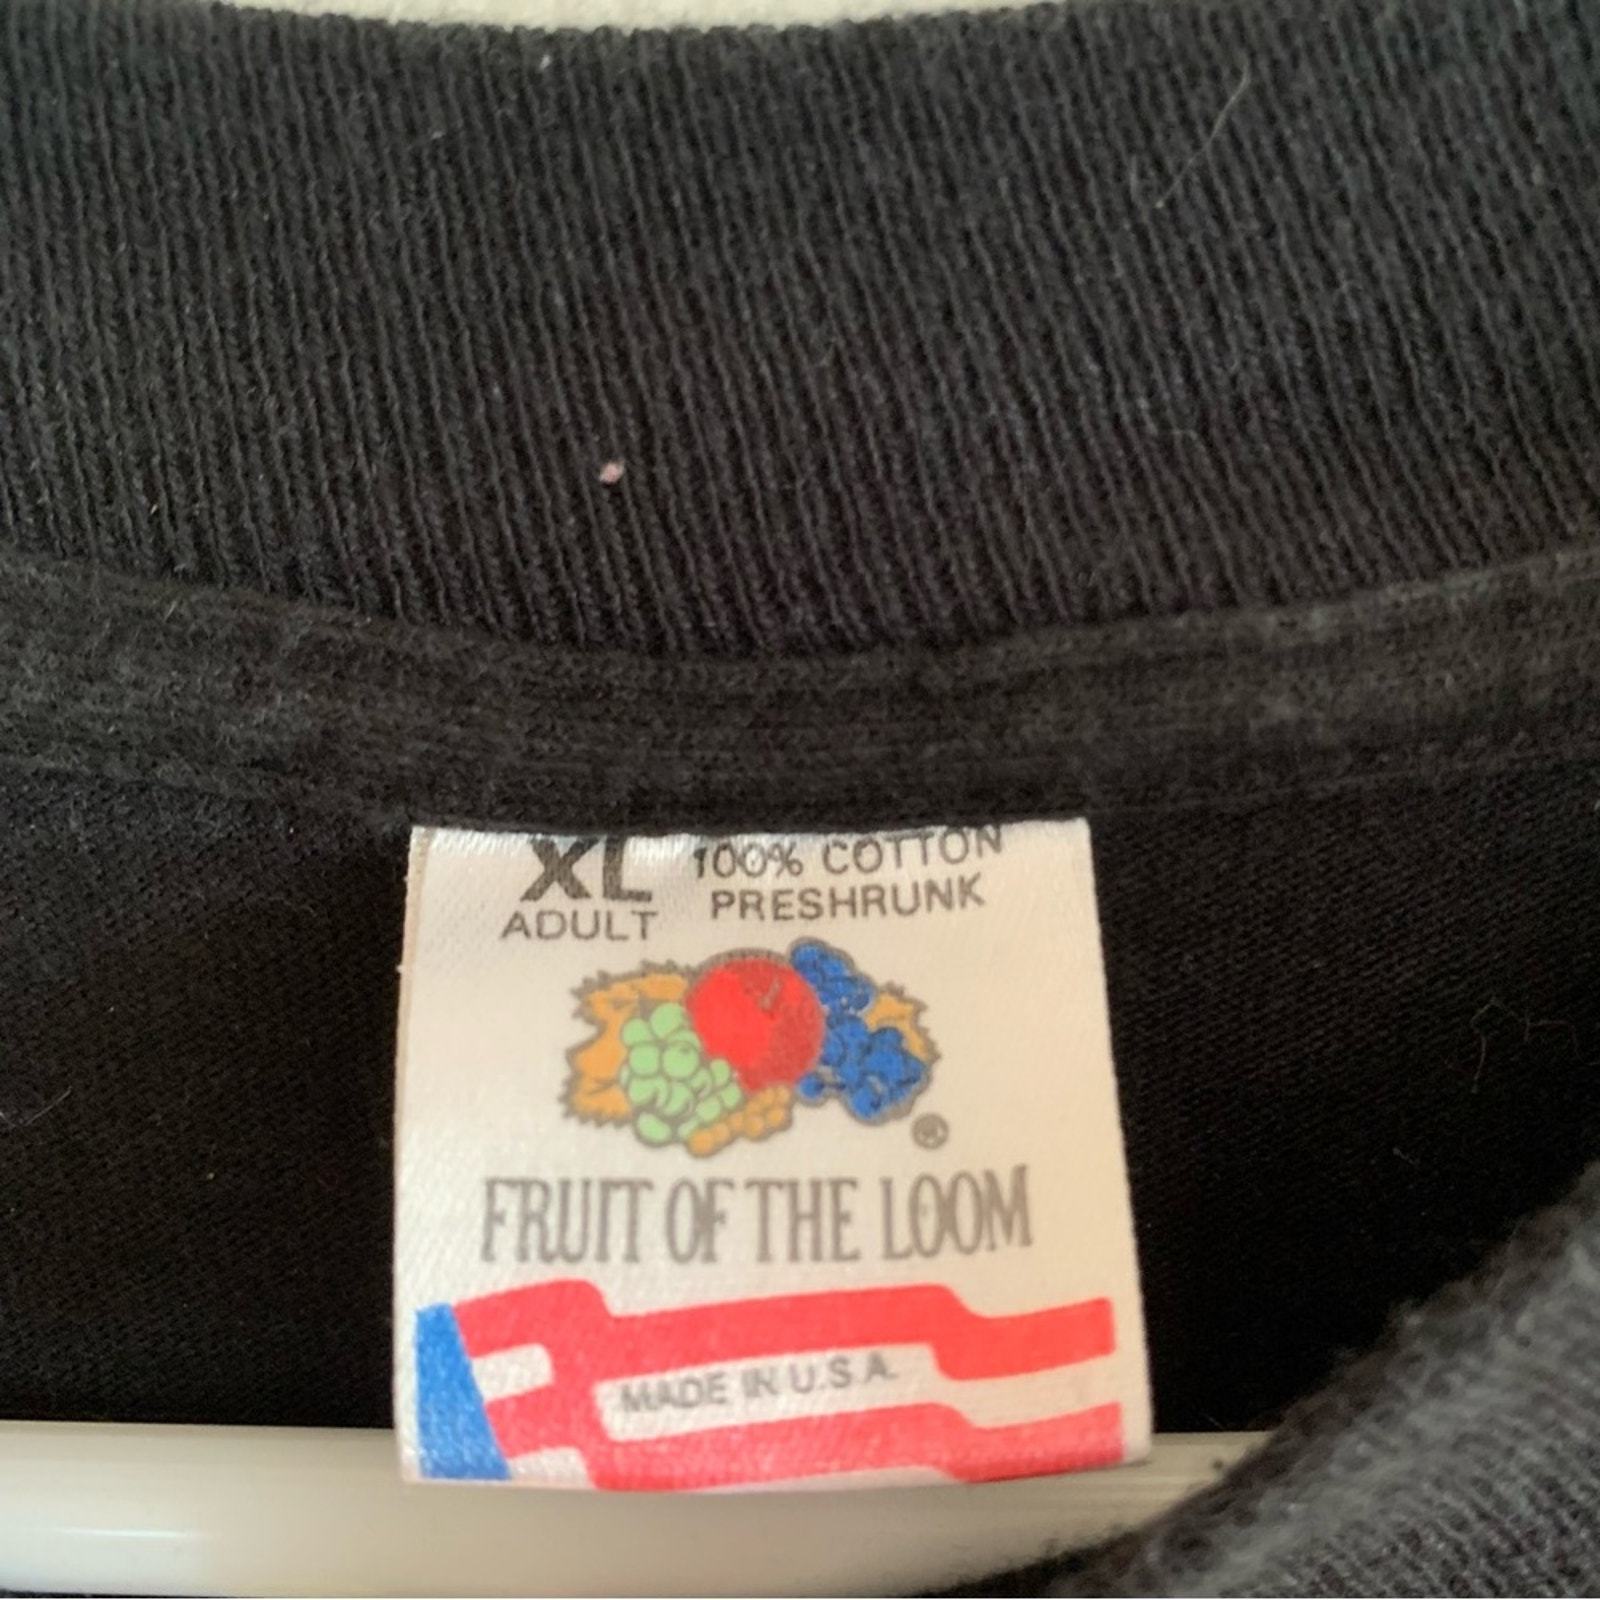 XL 100% COTTON
ADULT PRESHRUNK
®
FRUIT OF THE LOOM
MADE IN U.S.A.